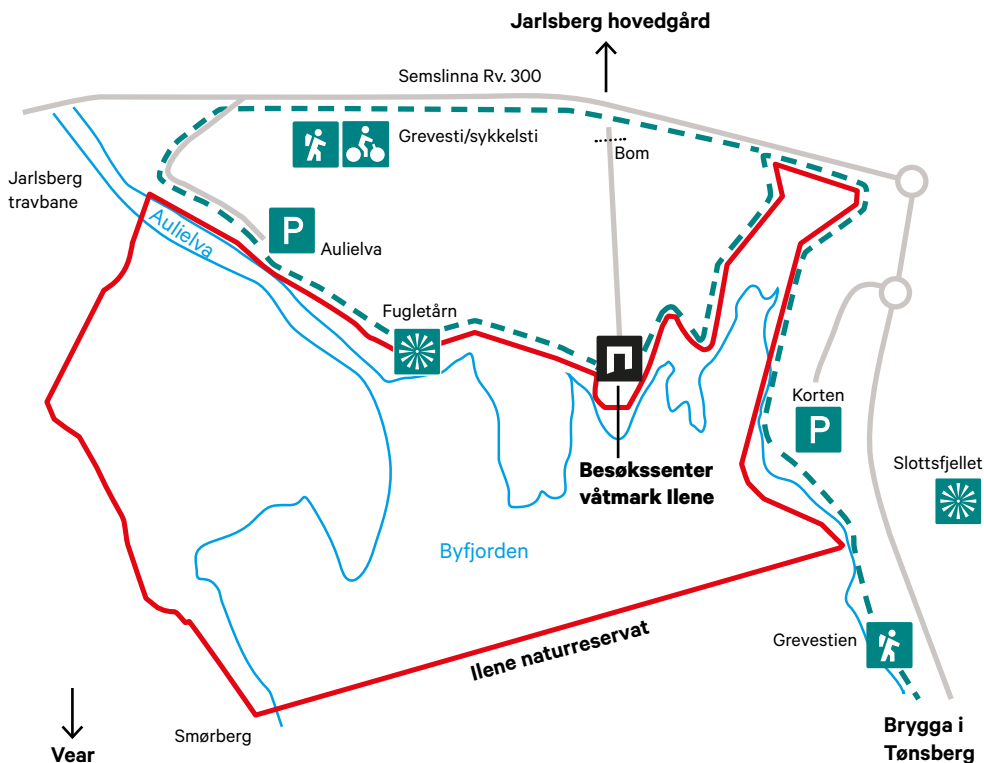 Jarlsberg hovedgård
Semslinna Rv. 300
Grevesti/sykkelsti
Bom
Jarlsberg
travbane
Aulielva
P
Aulielva
Fugletårn
Korten
P
Besøkssenter
våtmark Ilene
Slottsfjellet
Byfjorden
Ilene naturreservat
Grevestien
Smørberg
Vear
Brygga i
Tønsberg